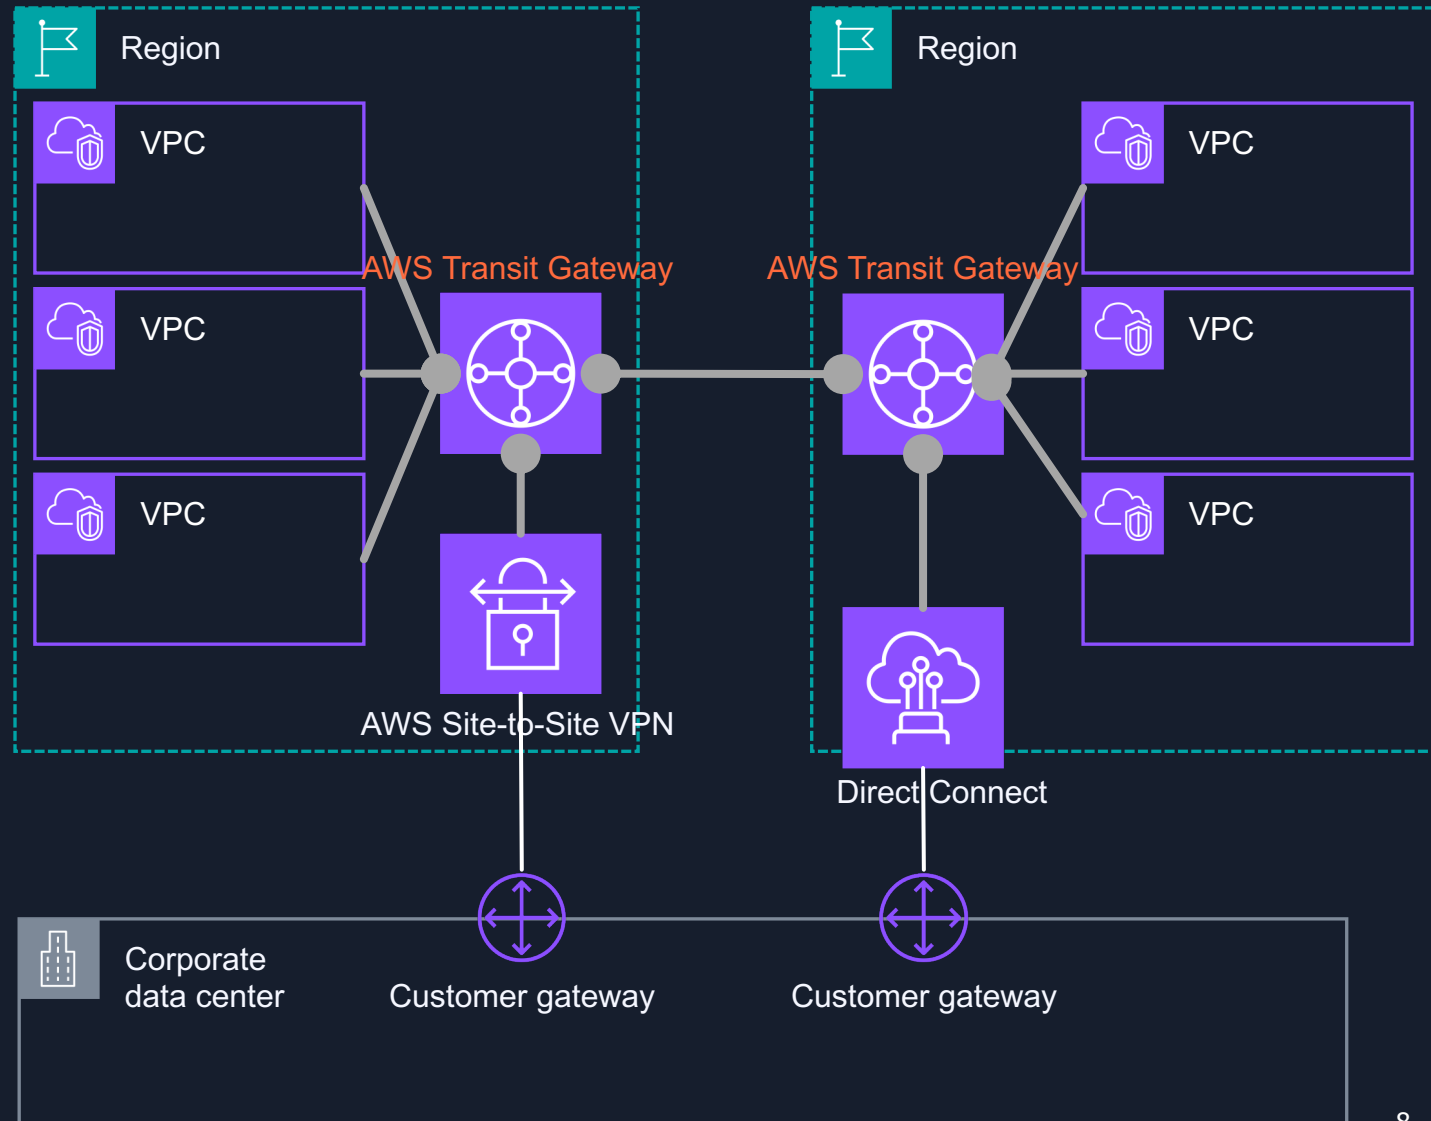 Region
Region
VPC
VPC
AWS Transit Gateway
AWS Transit Gateway
VPC
VPC
VPC
VPC
AWS Site-to-Site VPN
Direct Connect
Corporate
data center
Customer gateway
Customer gateway
8